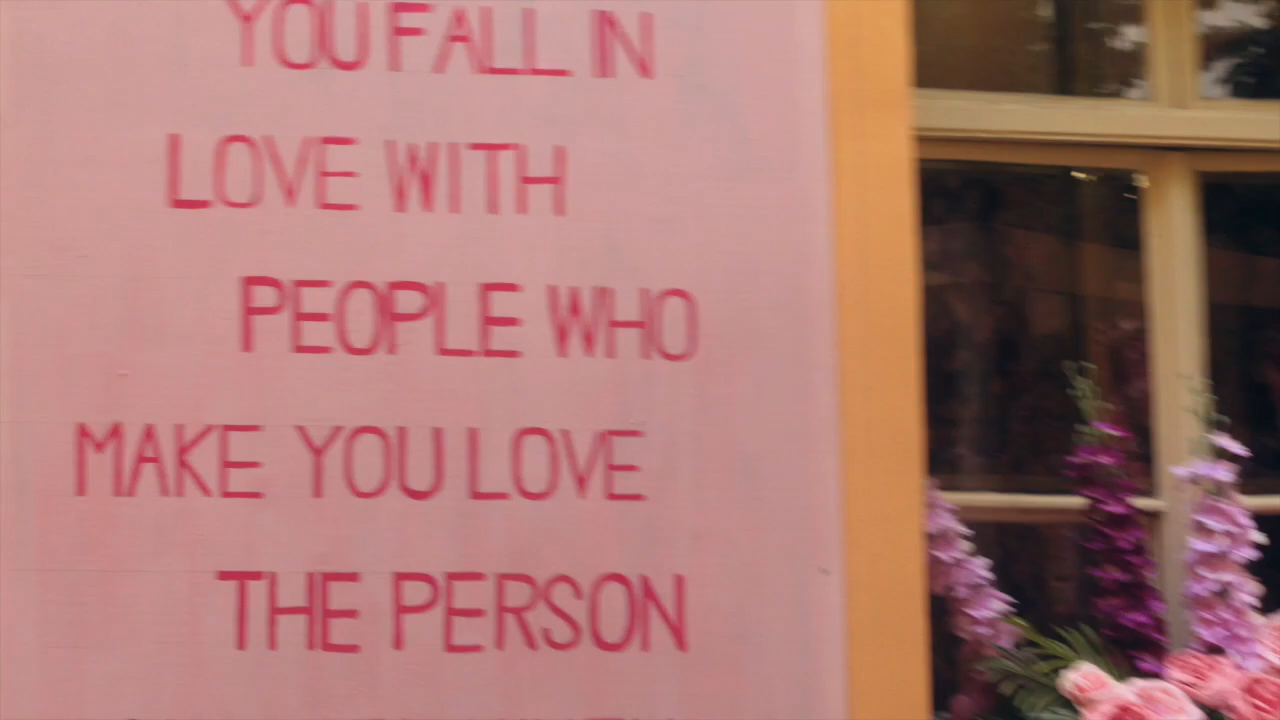 YOU FALL IN
LOVE WITH
PEOPLE WHO
MAKE YOU LOVE
THE PERSON